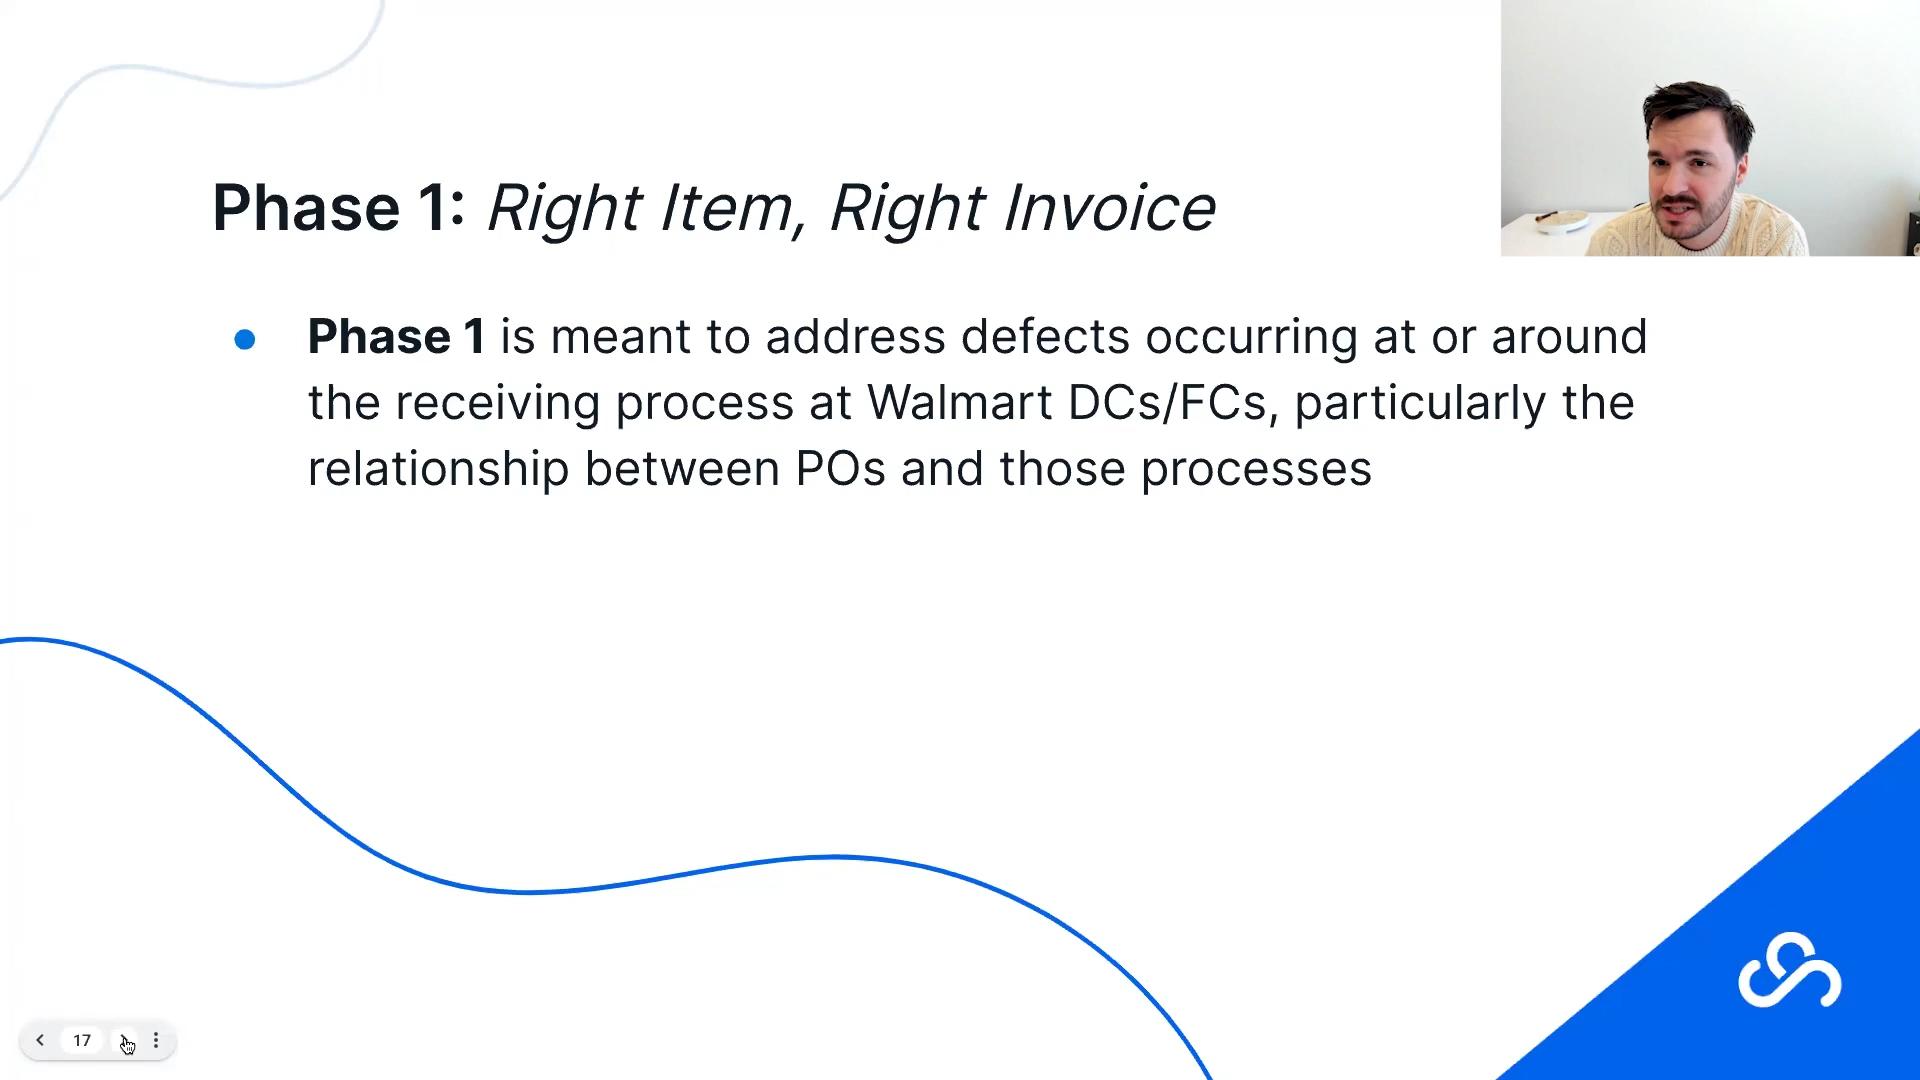 Phase 1: Right Item, Right Invoice
Phase 1 is meant to address defects occurring at or around
the receiving process at Walmart DCs/FCs, particularly the
relationship between POs and those processes
17